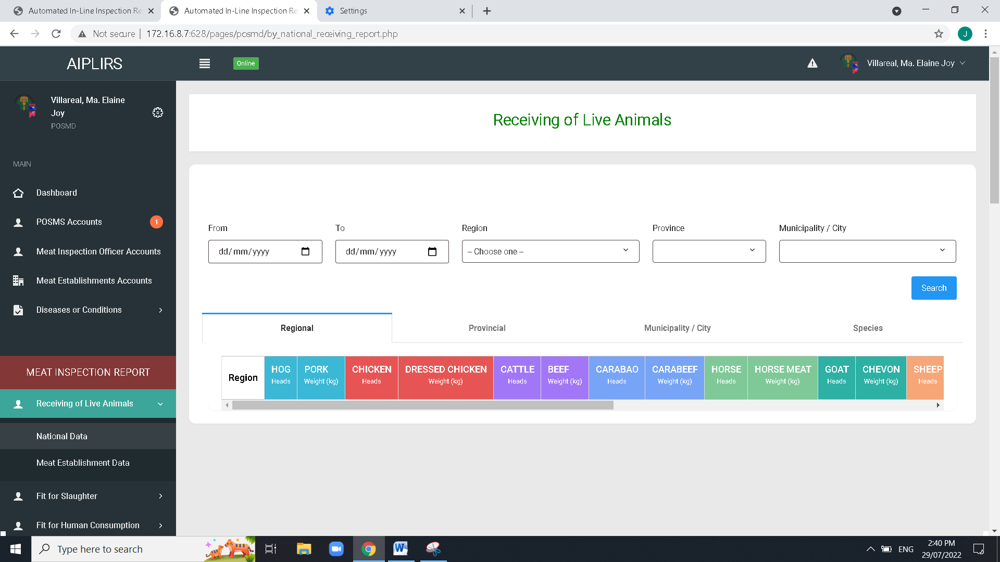 Automated In-Line Inspection Re
Automated In-Line Inspection Re
Settings
Not secure
172.16.8.7:628/pages/posmd/by_national_receiving_report.php
J
AIPLIRS
Online
Villareal, Ma. Elaine Joy
Villareal, Ma. Elaine
Joy
POSMD
MAIN
Dashboard
POSMS Accounts
1
Meat Inspection Officer Accounts
Meat Establishments Accounts
Diseases or Conditions
MEAT INSPECTION REPORT
Receiving of Live Animals
National Data
Meat Establishment Data
Fit for Slaughter
Fit for Human Consumption
Receiving of Live Animals
From
To
Region
Province
Municipality / City
dd/mm/yyyy
dd/mm/yyyy
-- Choose one --
Search
Regional
Provincial
Municipality / City
Species
Region
HOG
Heads
PORK
Weight (kg)
CHICKEN
Heads
DRESSED CHICKEN
Weight (kg)
CATTLE
Heads
BEEF
Weight (kg)
CARABAO
Heads
CARABEEF
Weight (kg)
HORSE
Heads
HORSE MEAT
Weight (kg)
GOAT
Heads
CHEVON
Weight (kg)
SHEEP
Heads
Type here to search
ENG
2:40 PM
29/07/2022